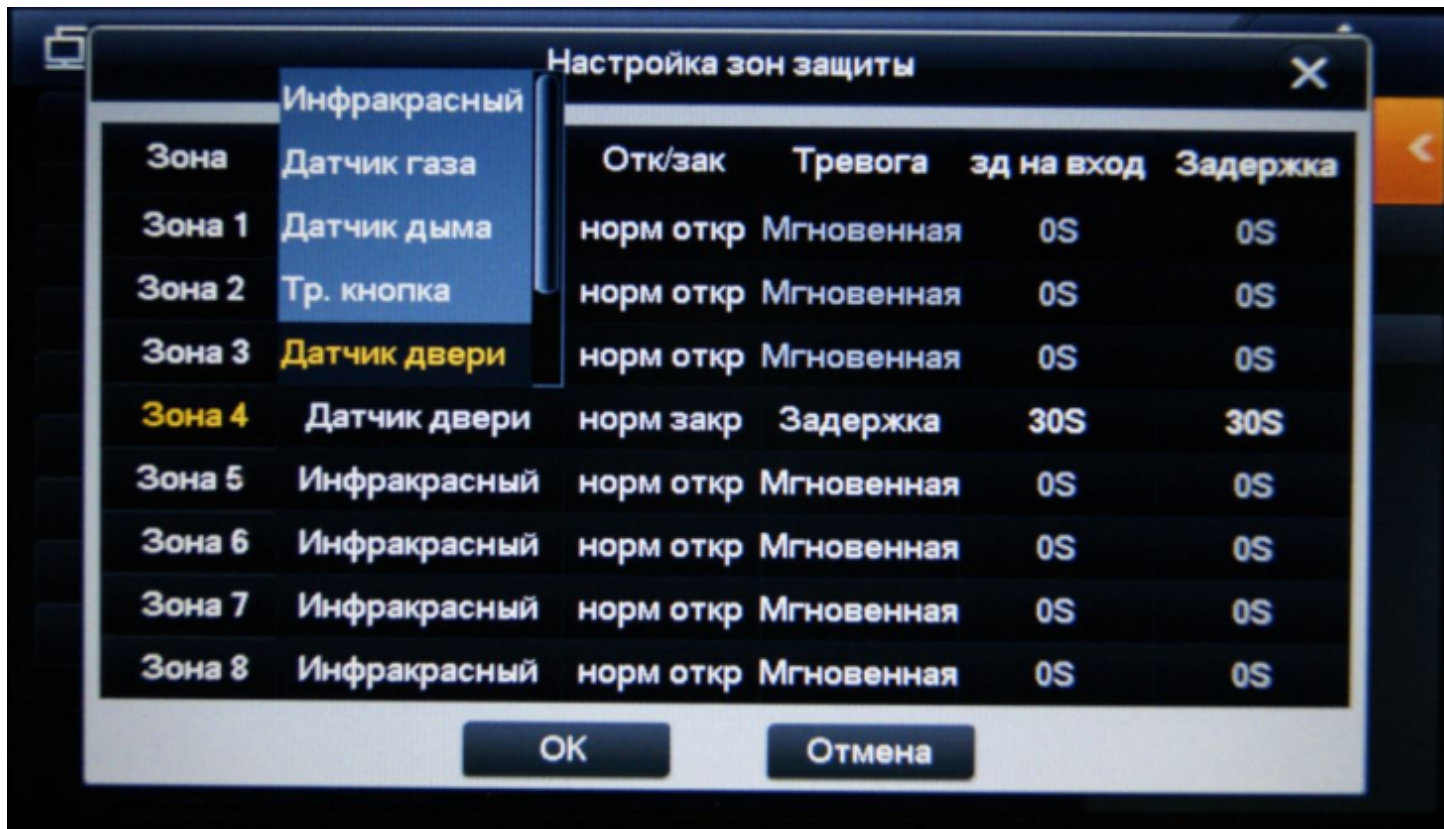 Настройка зон защиты
Инфракрасный
Зона Датчик газа Отк/зак Тревога зд на вход Задержка
Зона 1 Датчик дыма норм откр Мгновенная 0S 0S
Зона 2 Тр. кнопка норм откр Мгновенная 0S 0S
Зона 3 Датчик двери норм откр Мгновенная 0S 0S
Зона 4 Датчик двери норм закр Задержка 30S 30S
Зона 5 Инфракрасный норм откр Мгновенная 0S 0S
Зона 6 Инфракрасный норм откр Мгновенная 0S 0S
Зона 7 Инфракрасный норм откр Мгновенная 0S 0S
Зона 8 Инфракрасный норм откр Мгновенная 0S 0S
OK Отмена